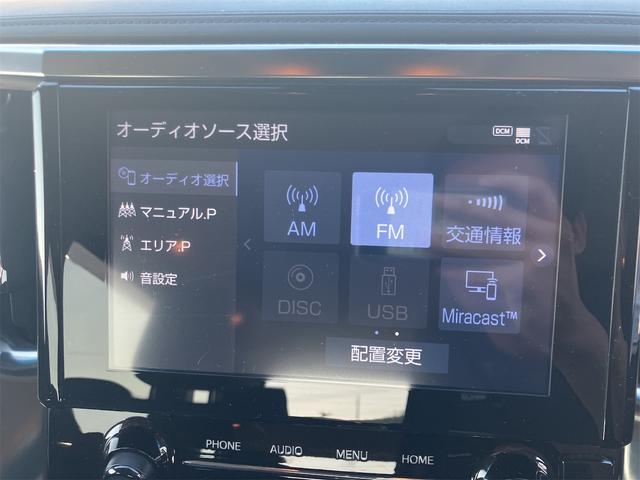 オーディオソース選択
DCM
DCM
オーディオ選択
マニュアル.P
エリア.P
音設定
AM
FM
交通情報
DISC
USB
Miracast™
配置変更
PHONE AUDIO MENU HOME